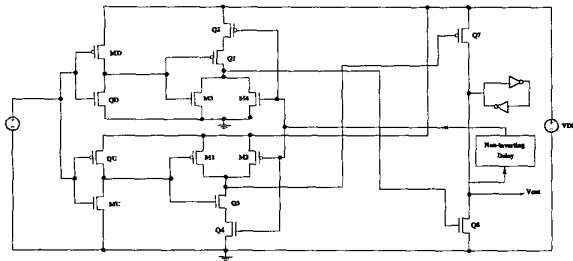 Q2
Q7
MD
Q1
QD
M3
M4
VDD
Non-inverting
Delay
QU
M1
M2
Vout
Q3
MU
Q4
Q8